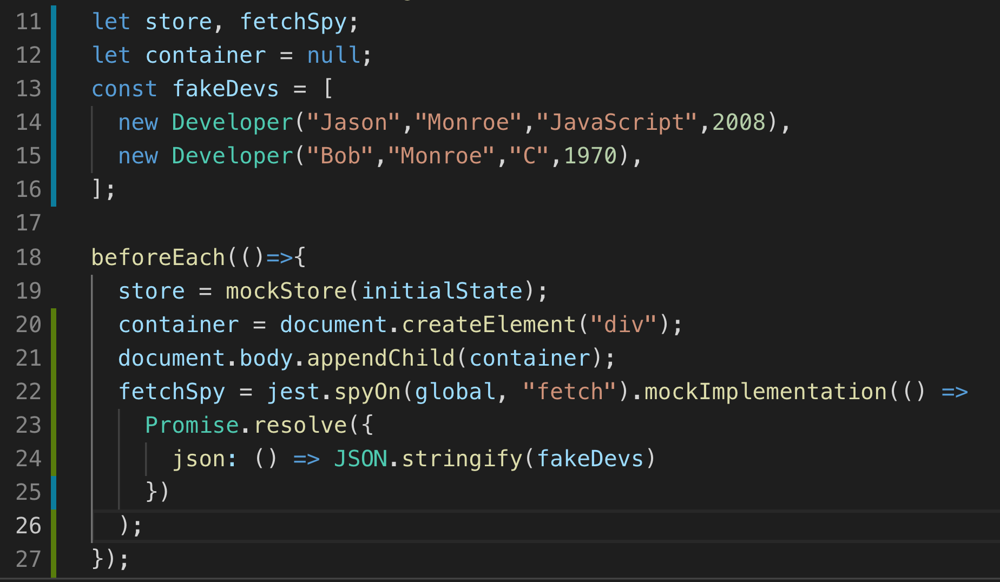 11 let store, fetchSpy;
12 let container = null;
13 const fakeDevs = [
14 new Developer("Jason","Monroe","JavaScript",2008),
15 new Developer("Bob","Monroe","C",1970),
16 ];
17
18 beforeEach(()=>{
19 store = mockStore(initialState);
20 container = document.createElement("div");
21 document.body.appendChild(container);
22 fetchSpy = jest.spyOn(global, "fetch").mockImplementation(() =>
23 Promise.resolve({
24 json: () => JSON.stringify(fakeDevs)
25 })
26 );
27 });